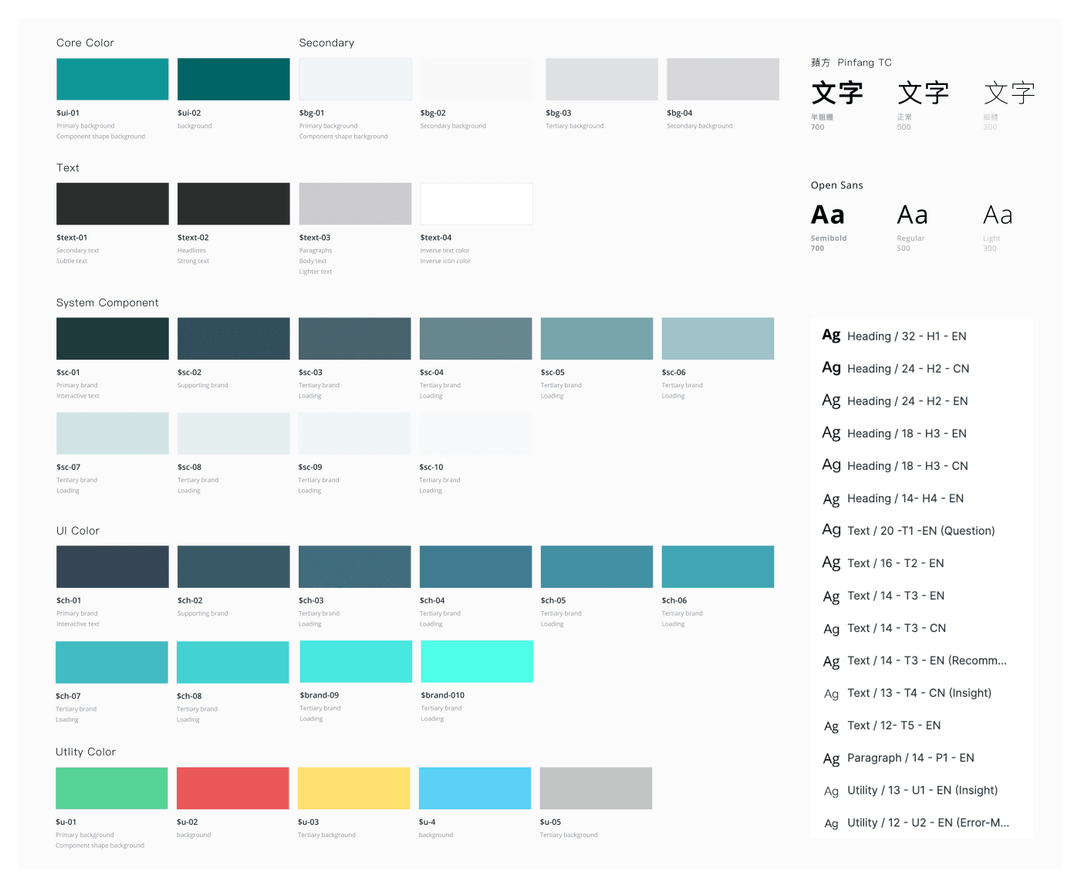 Core Color
Secondary
$ui-01
Primary background
Component shape background
$ui-02
background
$bg-01
Primary background
Component shape background
$bg-02
Secondary background
$bg-03
Tertiary background
$bg-04
Secondary background
Text
$text-01
Secondary text
Subtle text
$text-02
Headlines
Strong text
$text-03
Paragraphs
Body text
Lighter text
$text-04
Inverse text color
Inverse icon color
System Component
$sc-01
Primary brand
Interactive text
$sc-02
Supporting brand
$sc-03
Tertiary brand
Loading
$sc-04
Tertiary brand
Loading
$sc-05
Tertiary brand
Loading
$sc-06
Tertiary brand
Loading
$sc-07
Tertiary brand
Loading
$sc-08
Tertiary brand
Loading
$sc-09
Tertiary brand
Loading
$sc-10
Tertiary brand
Loading
UI Color
$ch-01
Primary brand
Interactive text
$ch-02
Supporting brand
$ch-03
Tertiary brand
Loading
$ch-04
Tertiary brand
Loading
$ch-05
Tertiary brand
Loading
$ch-06
Tertiary brand
Loading
$ch-07
Tertiary brand
Loading
$ch-08
Tertiary brand
Loading
$brand-09
Tertiary brand
Loading
$brand-010
Tertiary brand
Loading
Utlity Color
$u-01
Primary background
Component shape background
$u-02
background
$u-03
Tertiary background
$u-4
background
$u-05
Tertiary background
蘋方 Pinfang TC
文字
半粗體
700
文字
正常
500
文字
細體
300
Open Sans
Aa
Semibold
700
Aa
Regular
500
Aa
Light
300
Ag Heading / 32 - H1 - EN
Ag Heading / 24 - H2 - CN
Ag Heading / 24 - H2 - EN
Ag Heading / 18 - H3 - EN
Ag Heading / 18 - H3 - CN
Ag Heading / 14- H4 - EN
Ag Text / 20 -T1 -EN (Question)
Ag Text / 16 - T2 - EN
Ag Text / 14 - T3 - EN
Ag Text / 14 - T3 - CN
Ag Text / 14 - T3 - EN (Recomm...
Ag Text / 13 - T4 - CN (Insight)
Ag Text / 12- T5 - EN
Ag Paragraph / 14 - P1 - EN
Ag Utility / 13 - U1 - EN (Insight)
Ag Utility / 12 - U2 - EN (Error-M...